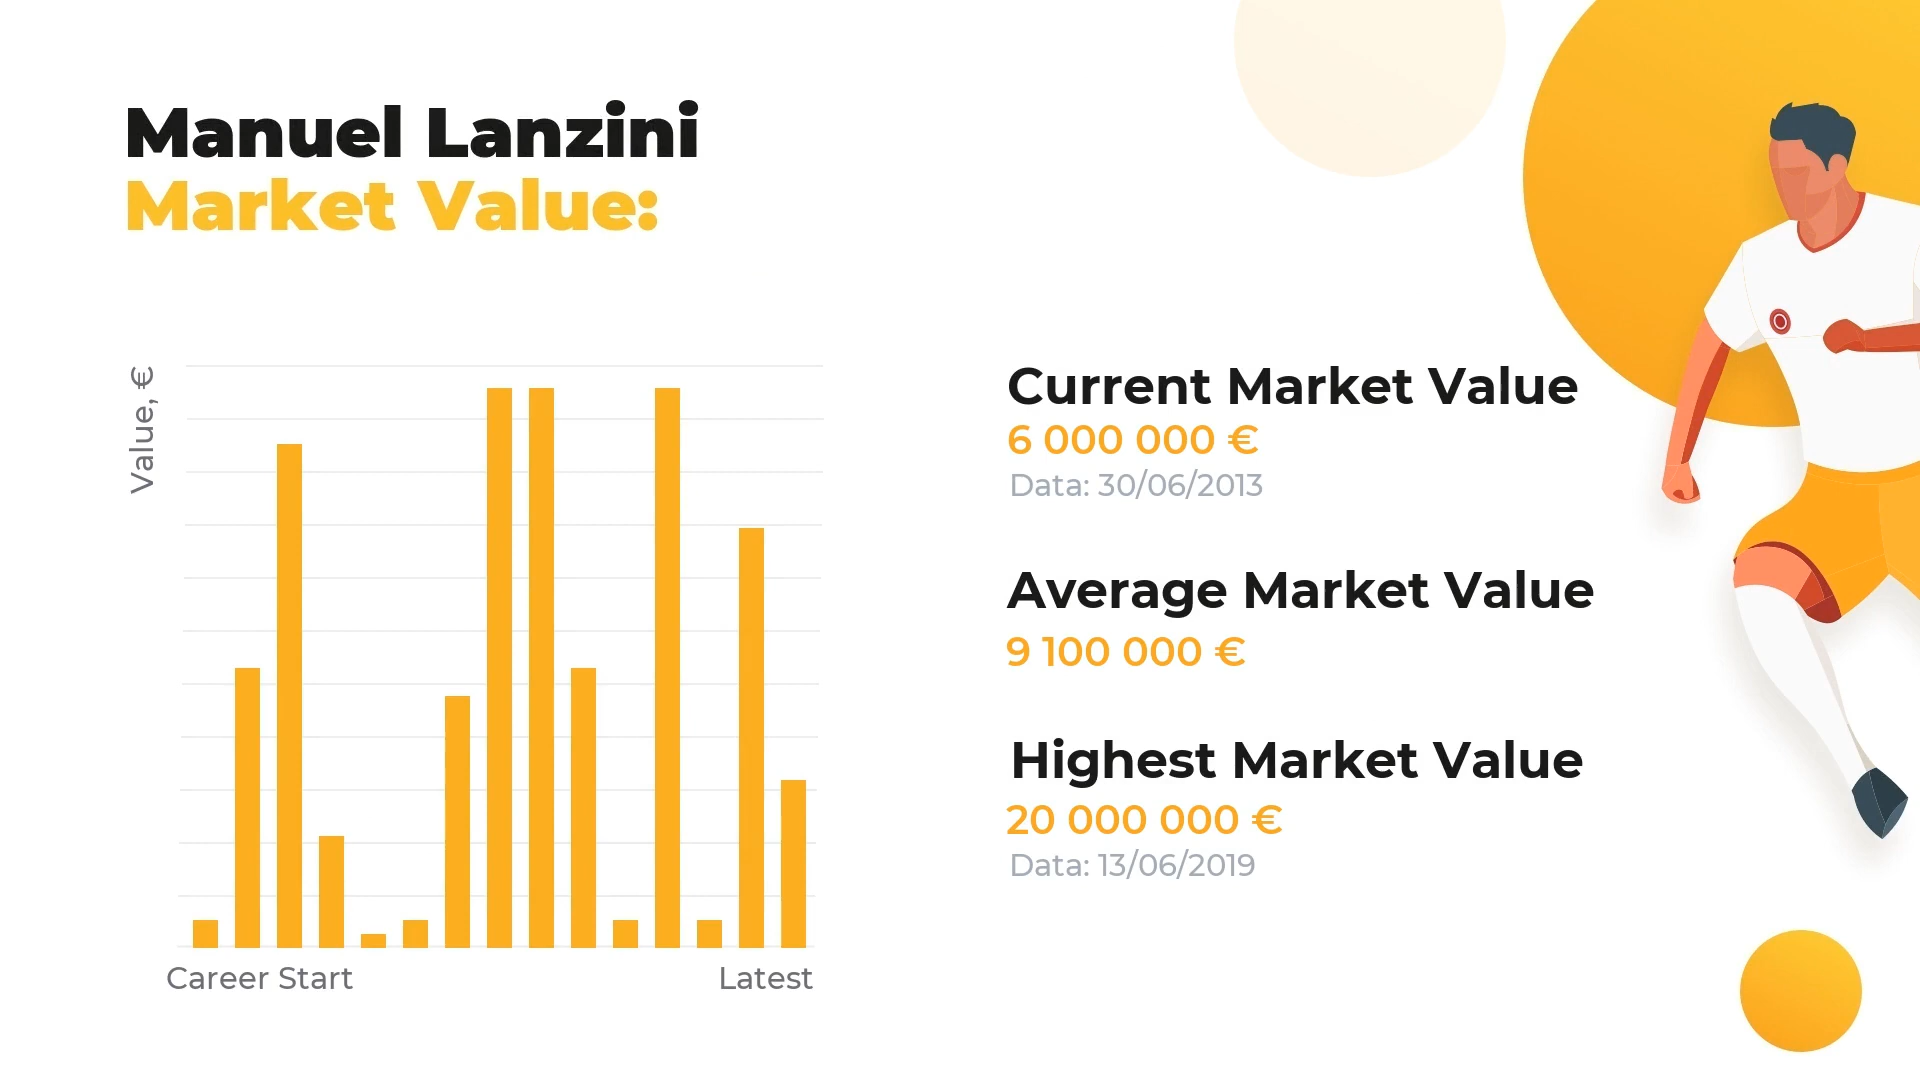 Manuel Lanzini
Market Value:
Value, €
Career Start
Latest
Current Market Value
6 000 000 €
Data: 30/06/2013
Average Market Value
9 100 000 €
Highest Market Value
20 000 000 €
Data: 13/06/2019